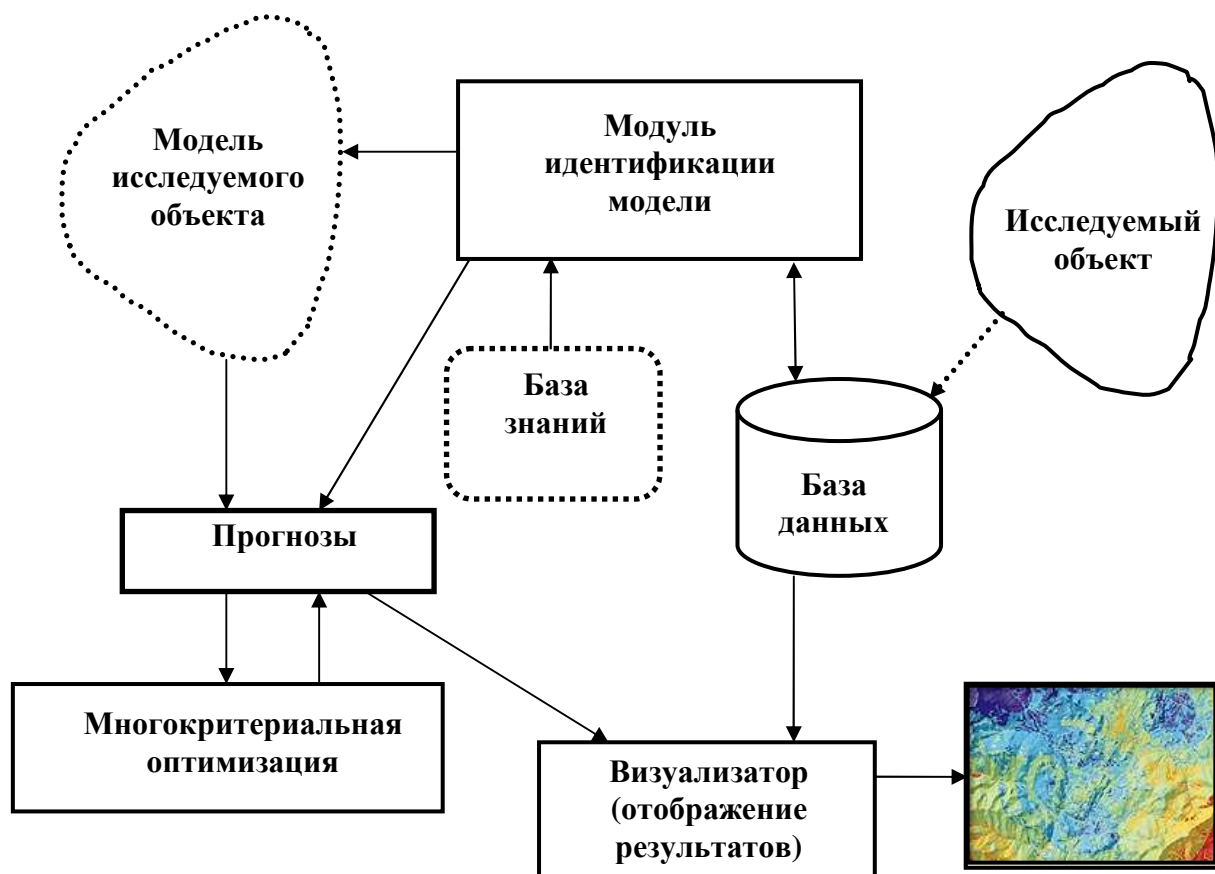 Модель
исследуемого
объекта
Модуль
идентификации
модели
Исследуемый
объект
База
знаний
База
данных
Прогнозы
Многокритериальная
оптимизация
Визуализатор
(отображение
результатов)